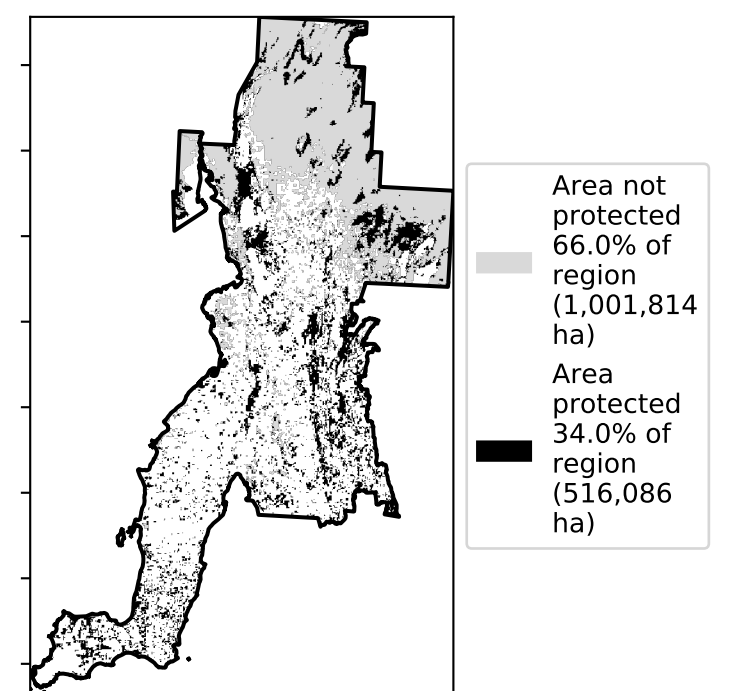 Area not
protected
66.0% of
region
(1,001,814
ha)
Area
protected
34.0% of
region
(516,086
ha)